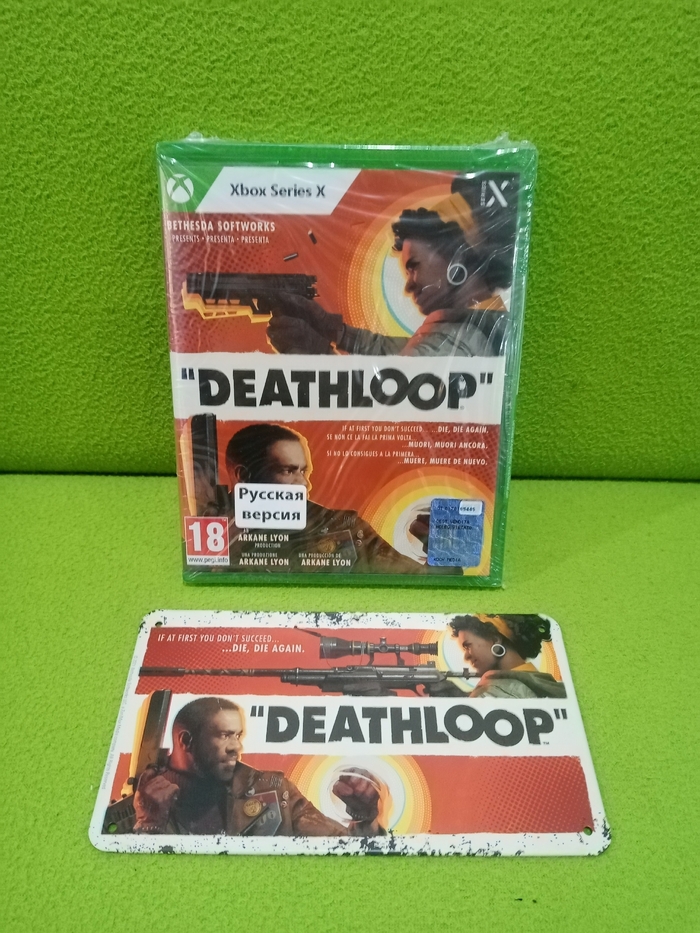 Xbox Series X
SERIES X
BETHESDA SOFTWORKS
PRESENTS • PRESENTA • PRESENTA
"DEATHLOOP"
IF AT FIRST YOU DON'T SUCCEED... ...DIE, DIE AGAIN.
SE NON CE LA FAI LA PRIMA VOLTA...
...MUORI, MUORI ANCORA.
SI NO LO CONSIGUES A LA PRIMERA...
...MUERE, MUERE DE NUEVO.
Русская
версия
18
www.pegi.info
ARKANE LYON
PRODUCTION
UNA PRODUZIONE
ARKANE LYON
UNA PRODUCCIÓN DE
ARKANE LYON
IF AT FIRST YOU DON'T SUCCEED...
...DIE, DIE AGAIN.
"DEATHLOOP"